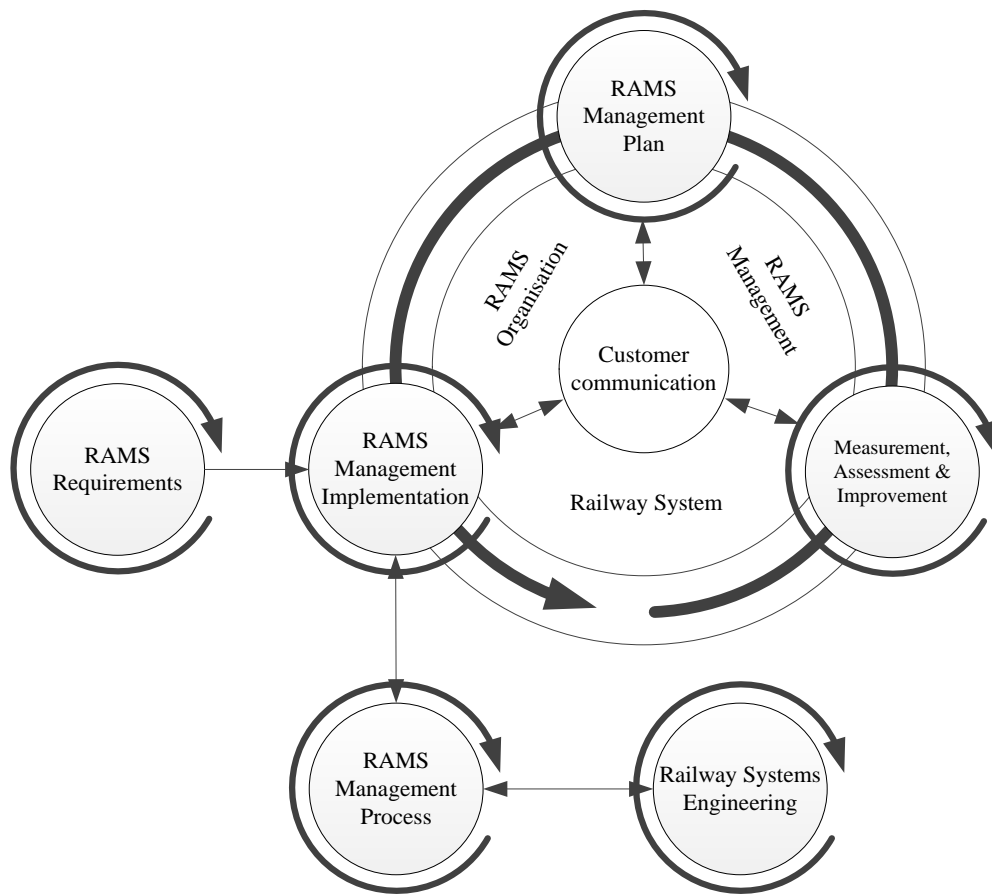 RAMS
Management
Plan
RAMS
Organisation
RAMS
Management
Customer
communication
RAMS
Requirements
RAMS
Management
Implementation
Measurement,
Assessment &
Improvement
Railway System
RAMS
Management
Process
Railway Systems
Engineering